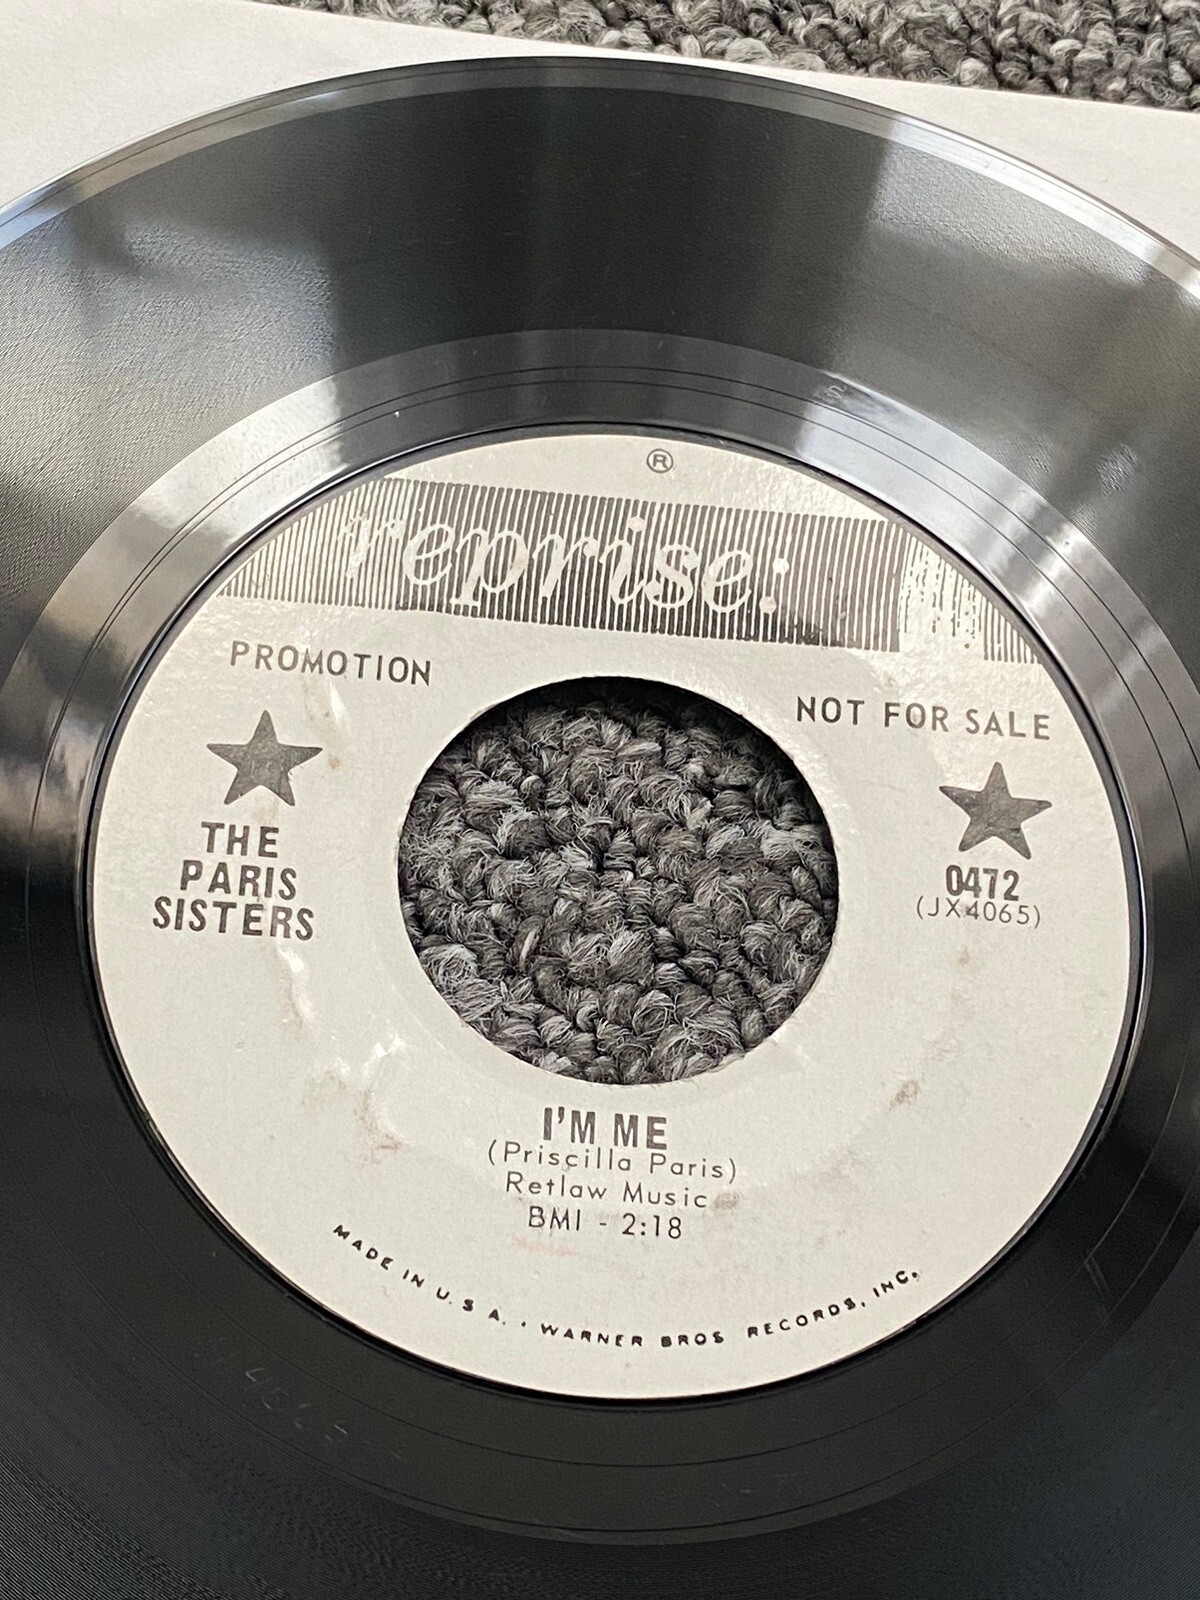 ®
reprise:
PROMOTION
NOT FOR SALE
THE
PARIS
SISTERS
0472
(JX4065)
I'M ME
(Priscilla Paris)
Retlaw Music
BMI - 2:18
MADE IN U. S A. • WARNER BROS RECORDS, INC.